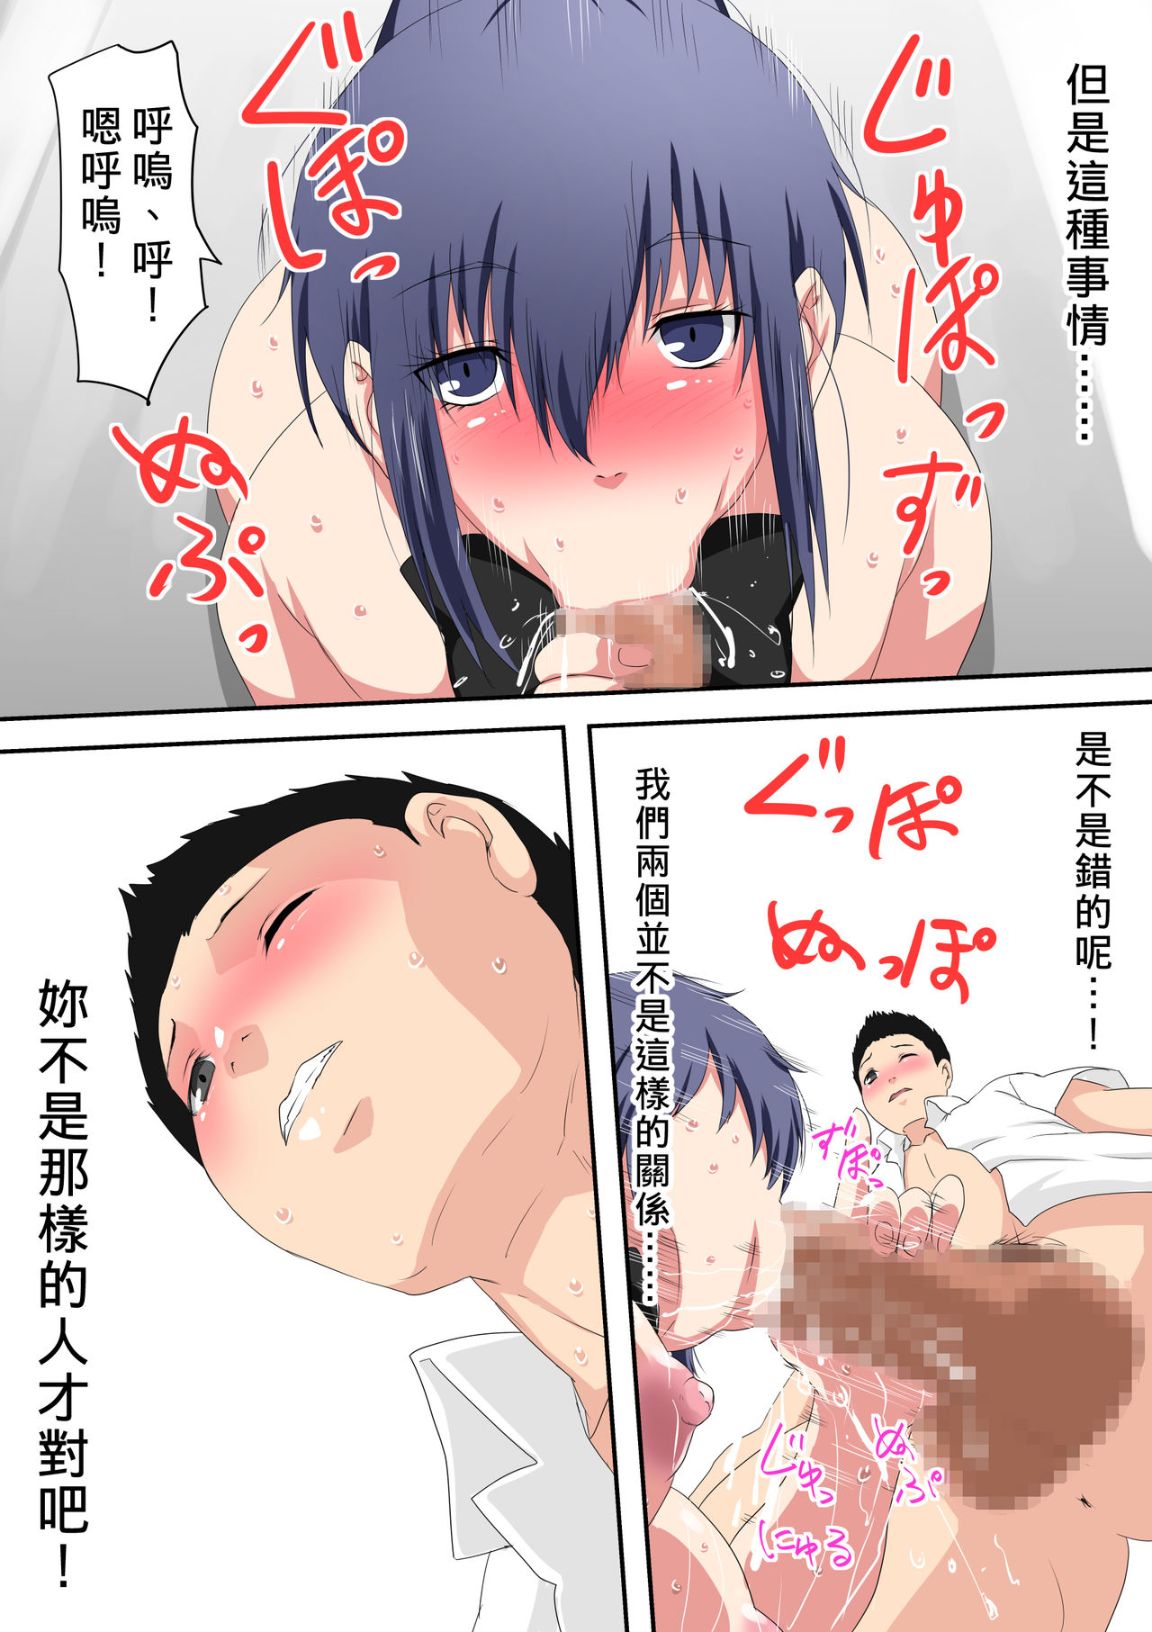 但是這種事情……
じゅぽっ
ずっ
ぐぽっ
ぬぷっ
呼嗚、呼！
嗯呼嗚！
是不是錯的呢…！
ぐっぽ
ぬっぽ
我們兩個並不是這樣的關係……
ずぽっ
ぬぷ
じゅっ
にゅる
妳不是那樣的人才對吧！